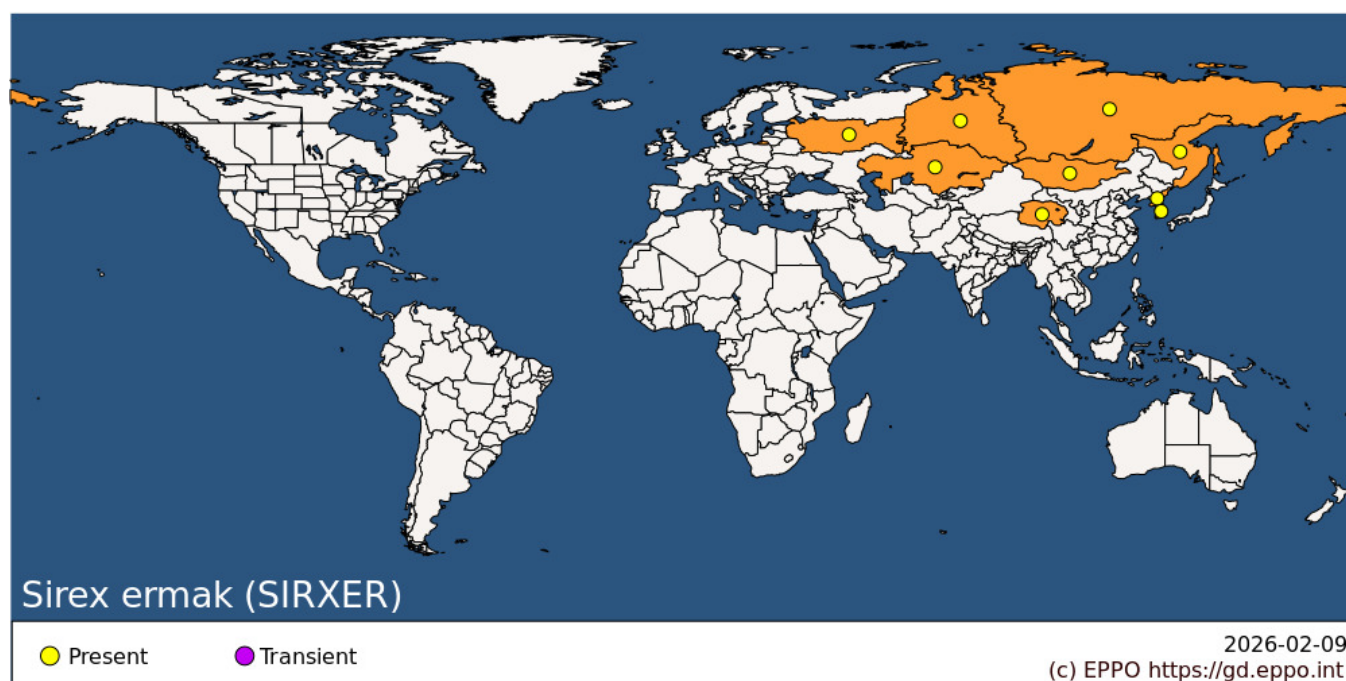 Sirex ermak (SIRXER)
Present
Transient
2026-02-09
(c) EPPO https://gd.eppo.int